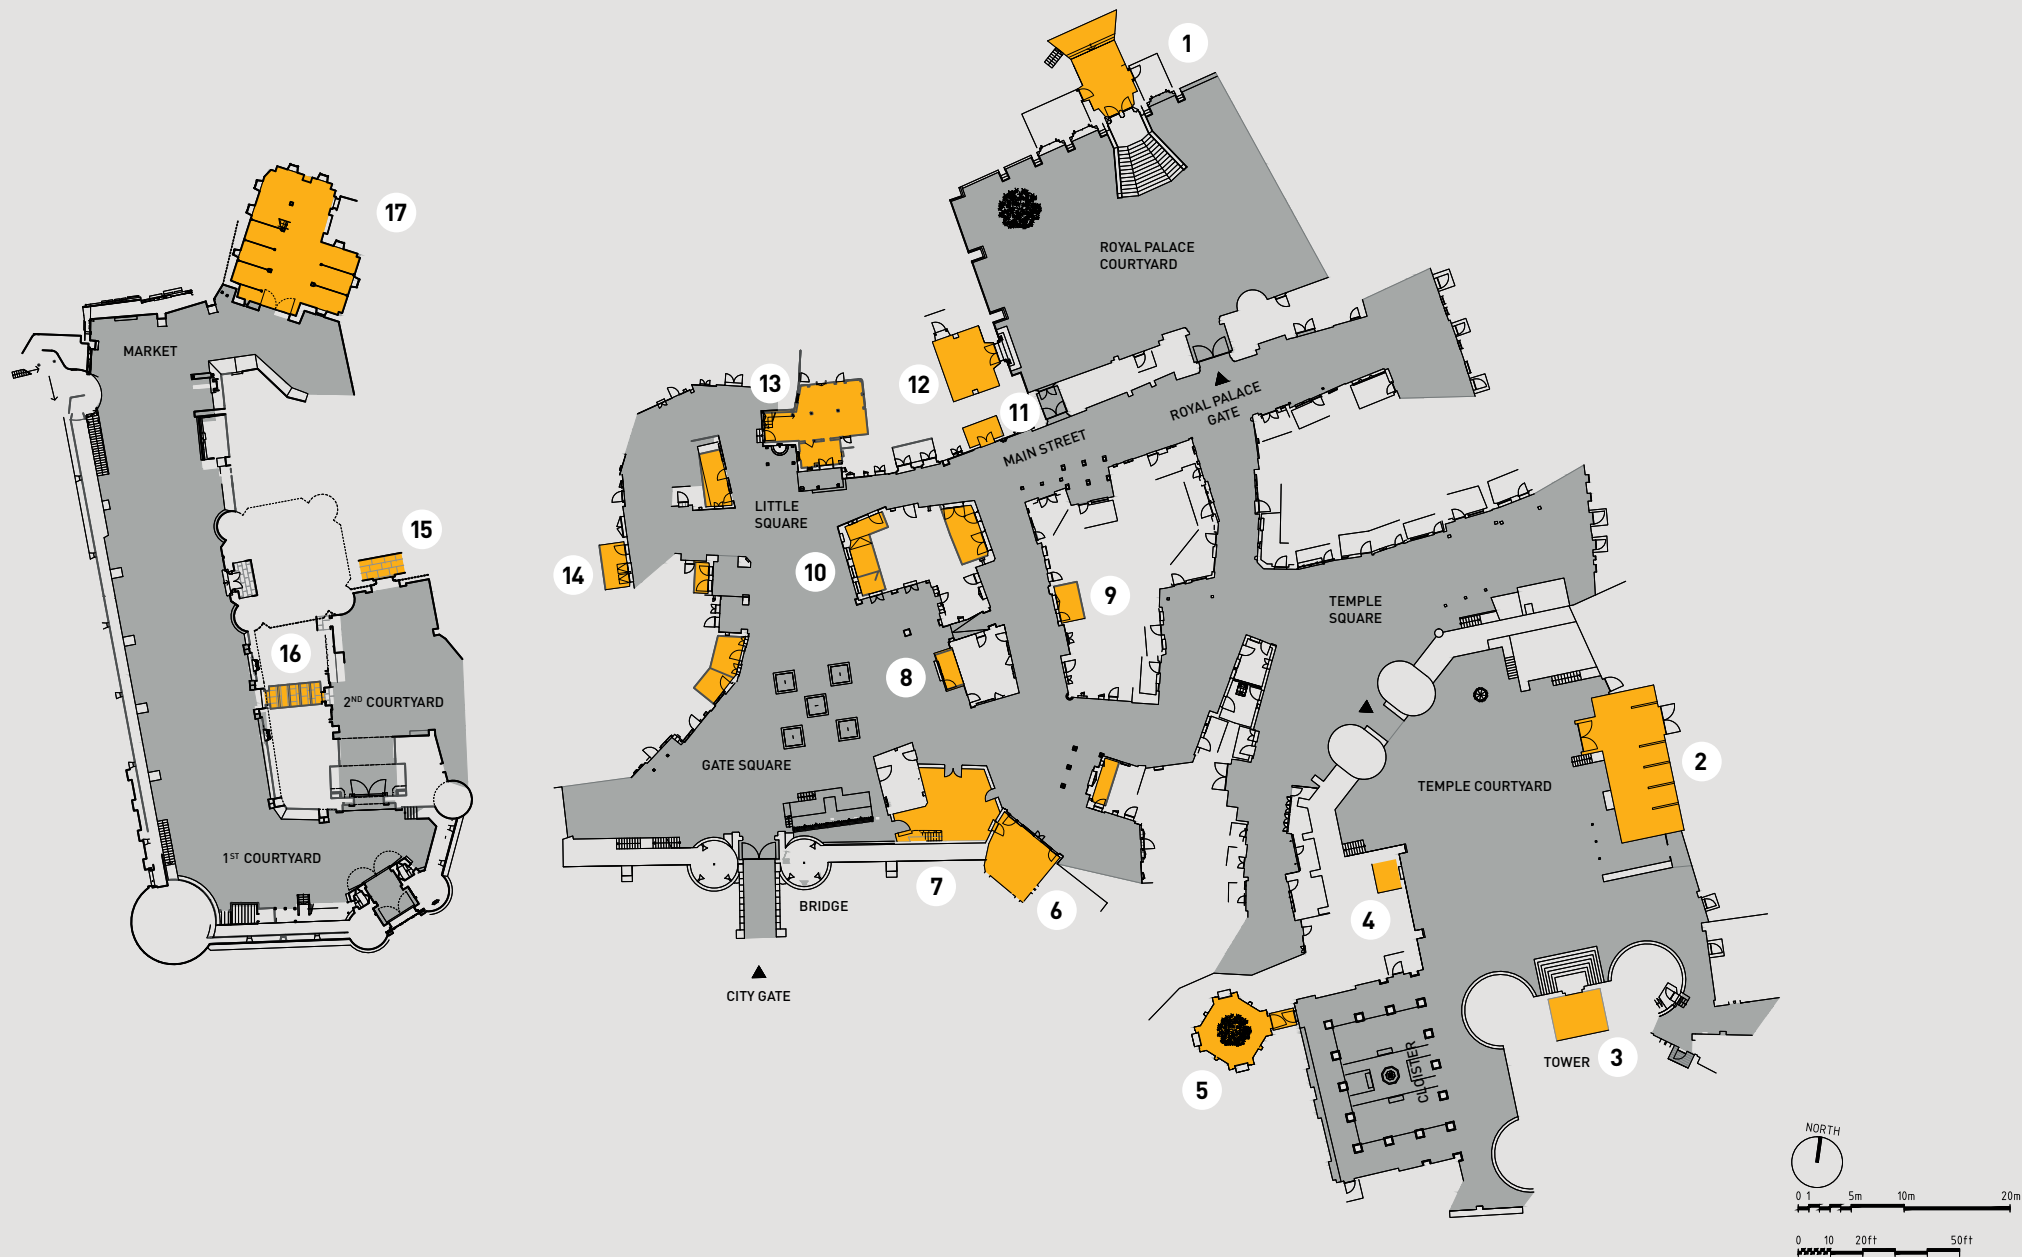 1
17
ROYAL PALACE
COURTYARD
MARKET
13
12
11
ROYAL PALACE
GATE
MAIN STREET
LITTLE
SQUARE
15
14
10
9
TEMPLE
SQUARE
16
8
2ND COURTYARD
GATE SQUARE
2
TEMPLE COURTYARD
1ST COURTYARD
7
BRIDGE
6
4
CITY GATE
5
CLOISTER
TOWER
3
NORTH
0 1 5m 10m 20m
0 10 20ft 50ft